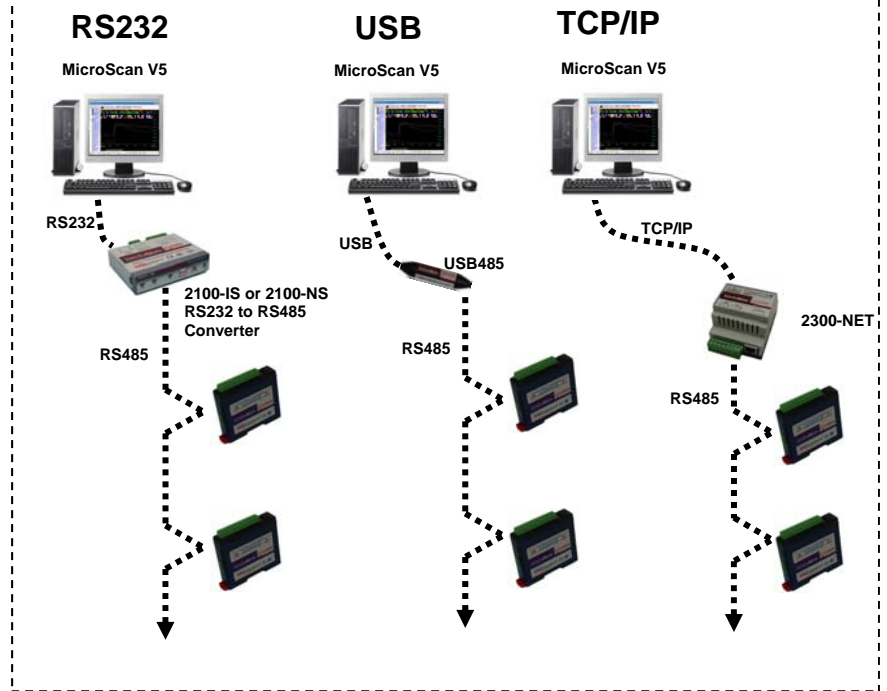 RS232
MicroScan V5
RS232
2100-IS or 2100-NS
RS232 to RS485
Converter
RS485
USB
MicroScan V5
USB
USB485
RS485
TCP/IP
MicroScan V5
TCP/IP
2300-NET
RS485